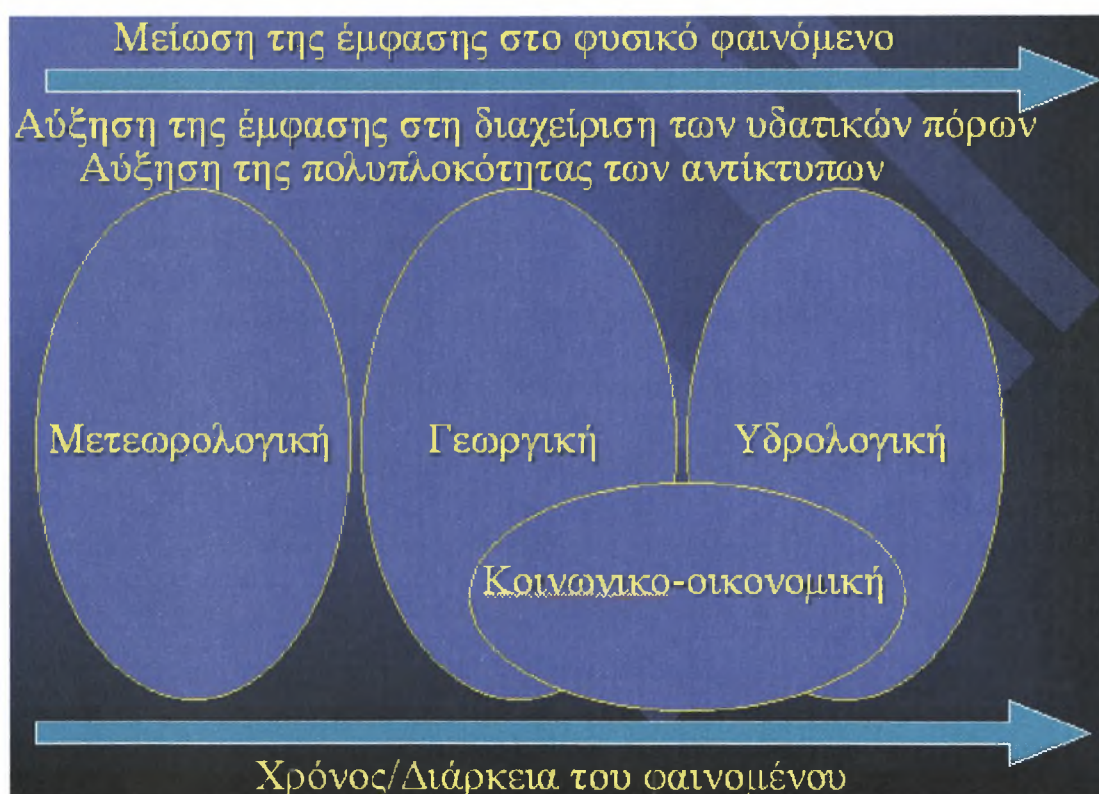 Μείωση της έμφασης στο φυσικό φαινόμενο
Αύξηση της έμφασης στη διαχείριση των υδατικών πόρων
Αύξηση της πολυπλοκότητας των αντίκτυπων
Μετεωρολογική
Γεωργική
Υδρολογική
Κοινωνικο-οικονομική
Χρόνος/Διάρκεια του φαινομένου